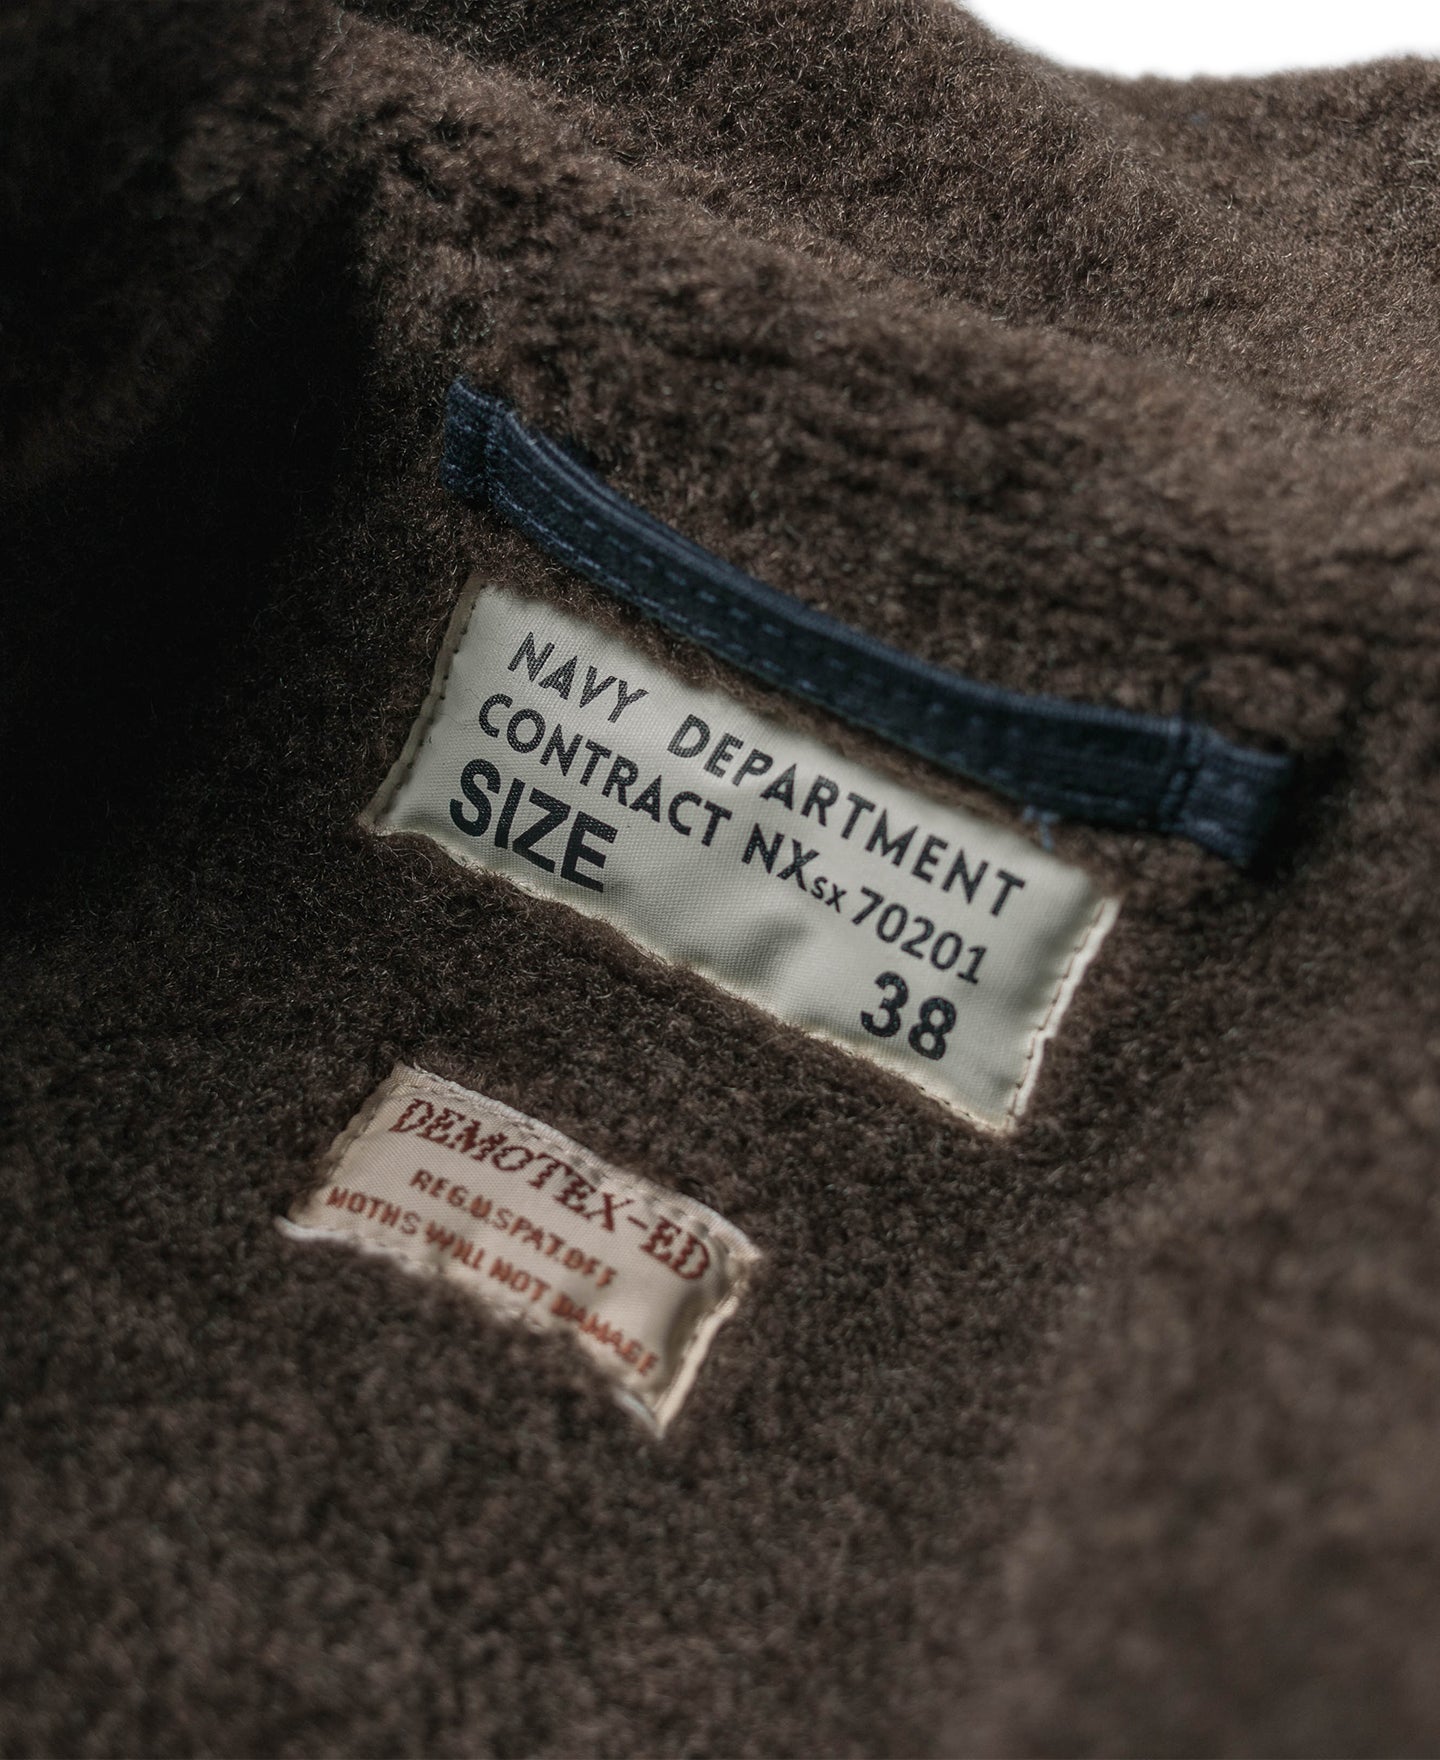 NAVY DEPARTMENT
CONTRACT NXsx 70201
SIZE 38
DEMOTEX-ED
REG.U.S.PAT.OFF
MOTHS WILL NOT DAMAGE